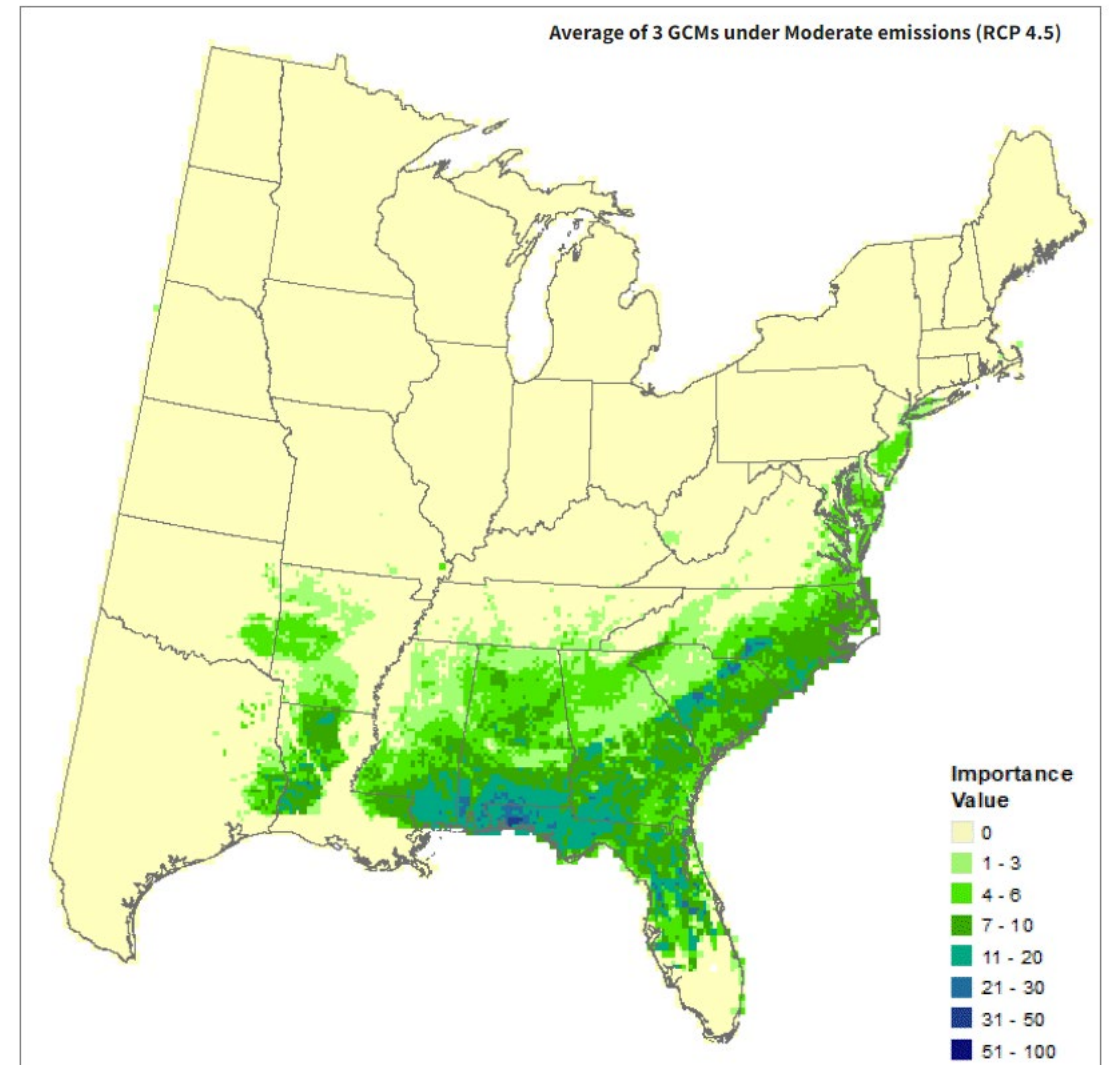 Average of 3 GCMs under Moderate emissions (RCP 4.5)
Importance
Value
0
1 - 3
4 - 6
7 - 10
11 - 20
21 - 30
31 - 50
51 - 100